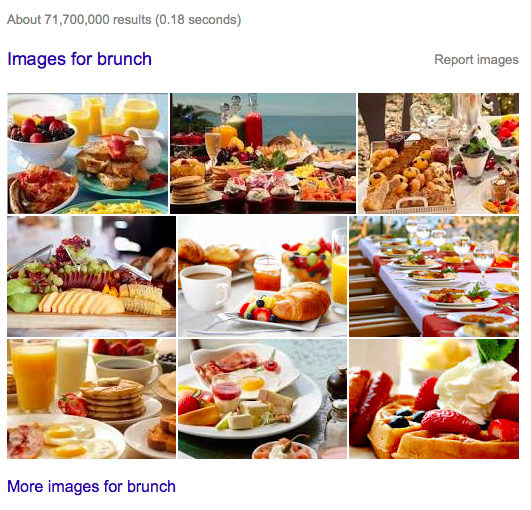 About 71,700,000 results (0.18 seconds)
Images for brunch
Report images
More images for brunch